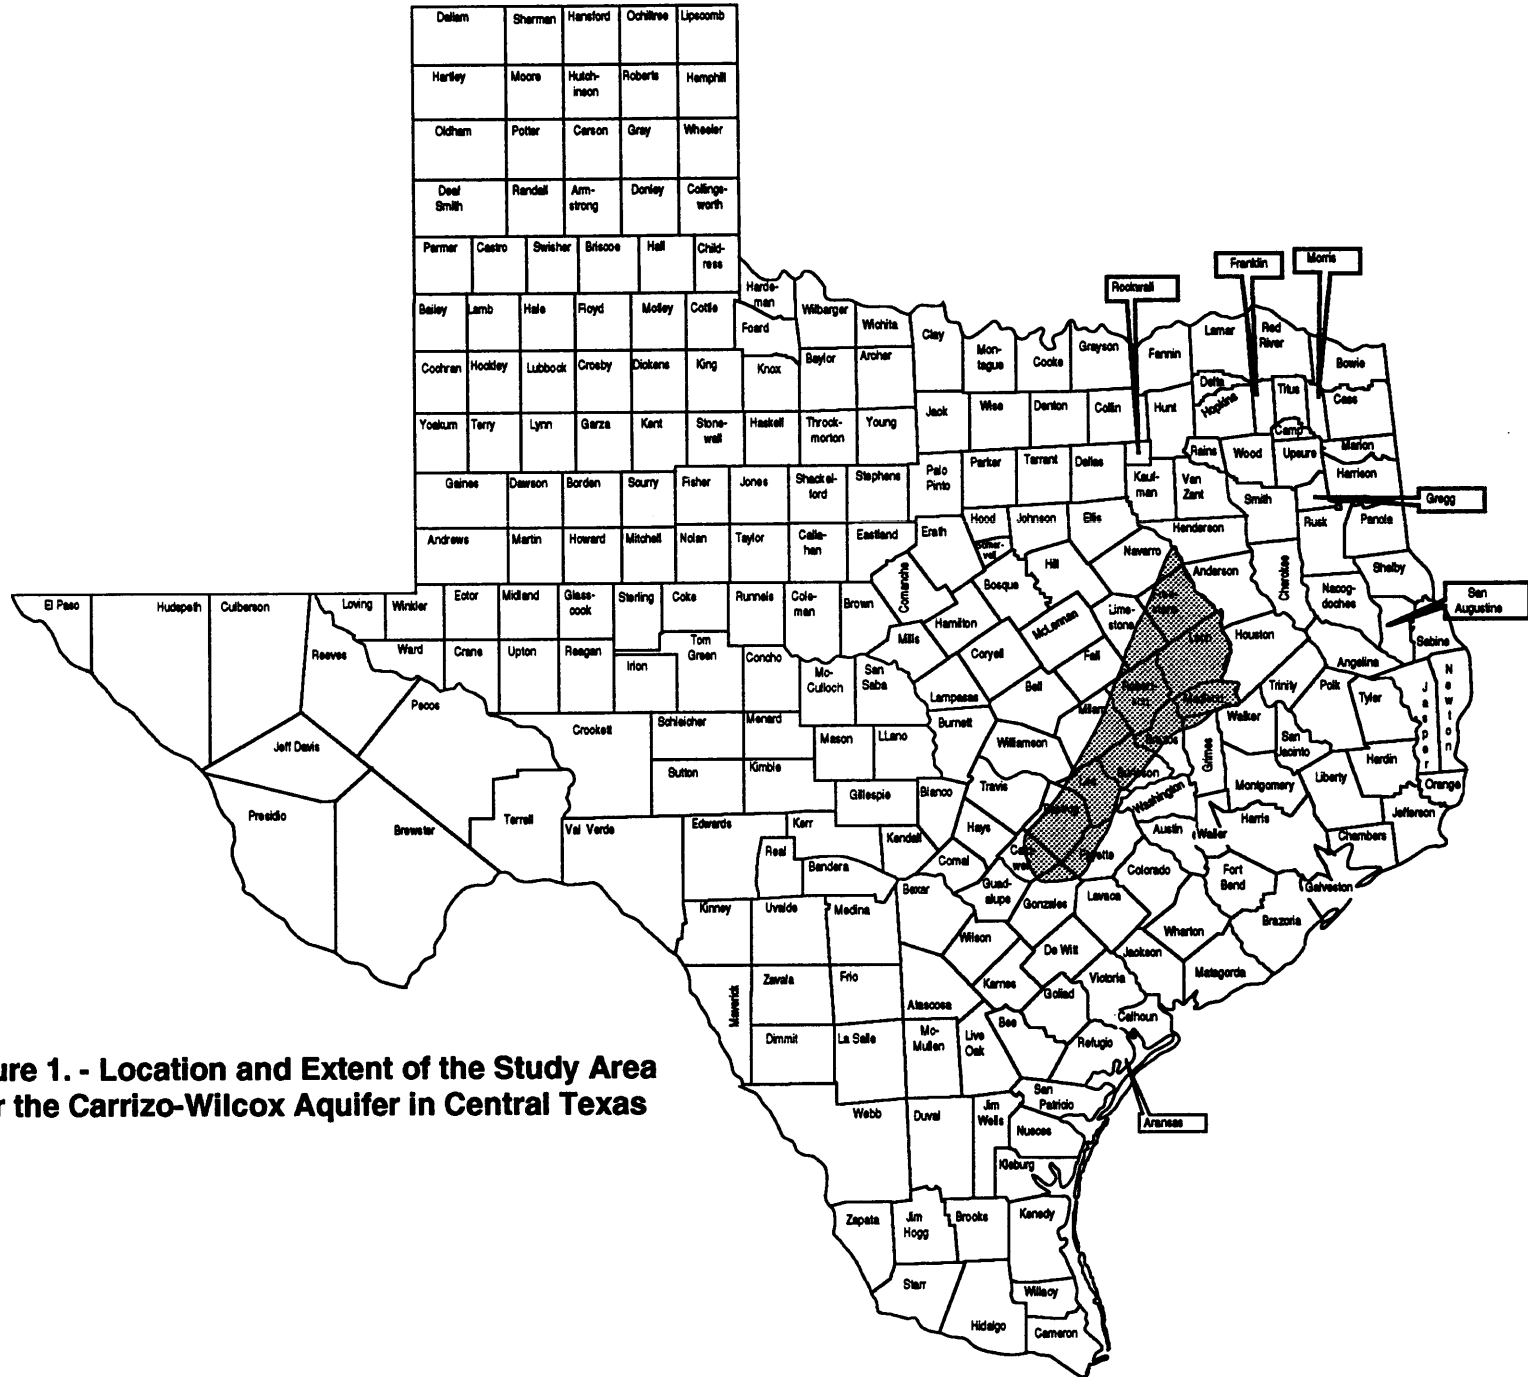 Dallam
Sherman
Hansford
Ochiltree
Lipscomb
Hartley
Moore
Hutch-
inson
Roberts
Hemphill
Oldham
Potter
Carson
Gray
Wheeler
Deaf
Smith
Randall
Arm-
strong
Donley
Collings-
worth
Parmer
Castro
Swisher
Briscoe
Hall
Child-
ress
Harde-
man
Bailey
Lamb
Hale
Floyd
Motley
Cottle
Foard
Wilbarger
Wichita
Clay
Mon-
tague
Cooke
Grayson
Rockwall
Fannin
Lamar
Franklin
Red
River
Morris
Bowie
Cochran
Hockley
Lubbock
Crosby
Dickens
King
Knox
Baylor
Archer
Delta
Hopkins
Titus
Cass
Yoakum
Terry
Lynn
Garza
Kent
Stone-
wall
Haskell
Throck-
morton
Young
Jack
Wise
Denton
Collin
Hunt
Camp
Marion
Rains
Wood
Upsure
Harrison
Gaines
Dawson
Borden
Scurry
Fisher
Jones
Shackel-
ford
Stephens
Palo
Pinto
Parker
Tarrant
Dallas
Kauf-
man
Van
Zant
Smith
Gregg
Andrews
Martin
Howard
Mitchell
Nolan
Taylor
Calla-
han
Eastland
Erath
Hood
Johnson
Ellis
Henderson
Rusk
Panola
Somer-
vell
Hill
Navarro
Anderson
Cherokee
Shelby
El Paso
Hudspeth
Culberson
Loving
Winkler
Ector
Midland
Glass-
cook
Sterling
Coke
Runnels
Cole-
man
Brown
Comanche
Bosque
Lime-
stone
Nacog-
doches
San
Augustine
Reeves
Ward
Crane
Upton
Reagan
Irion
Tom
Green
Concho
Mc-
Culloch
San
Saba
Mills
Hamilton
McLennan
Coryell
Fall
Leon
Houston
Angelina
Sabine
Pecos
Crockett
Schleicher
Menard
Mason
LLano
Lampasas
Burnett
Bell
Milam
Robert-
son
Madison
Trinity
Polk
Tyler
Jasper
Newton
Jeff Davis
Sutton
Kimble
Williamson
Brazos
Walker
San
Jacinto
Hardin
Presidio
Brewster
Terrell
Val Verde
Edwards
Kerr
Gillespie
Blanco
Travis
Lee
Burleson
Grimes
Montgomery
Liberty
Orange
Real
Bandera
Kendall
Hays
Bastrop
Washington
Austin
Waller
Harris
Jefferson
Chambers
Comal
Cald-
well
Fayette
Colorado
Fort
Bend
Galveston
Kinney
Uvalde
Medina
Bexar
Guad-
alupe
Gonzales
Lavaca
Wharton
Brazoria
Maverick
Zavala
Frio
Atascosa
Wilson
Karnes
De Witt
Jackson
Matagorda
Victoria
Goliad
Calhoun
Dimmit
La Salle
Mc-
Mullen
Live
Oak
Bee
Refugio
ure 1. - Location and Extent of the Study Area
r the Carrizo-Wilcox Aquifer in Central Texas
Webb
Duval
Jim
Wells
San
Patricio
Aransas
Nueces
Kleburg
Zapata
Jim
Hogg
Brooks
Kenedy
Starr
Hidalgo
Willacy
Cameron